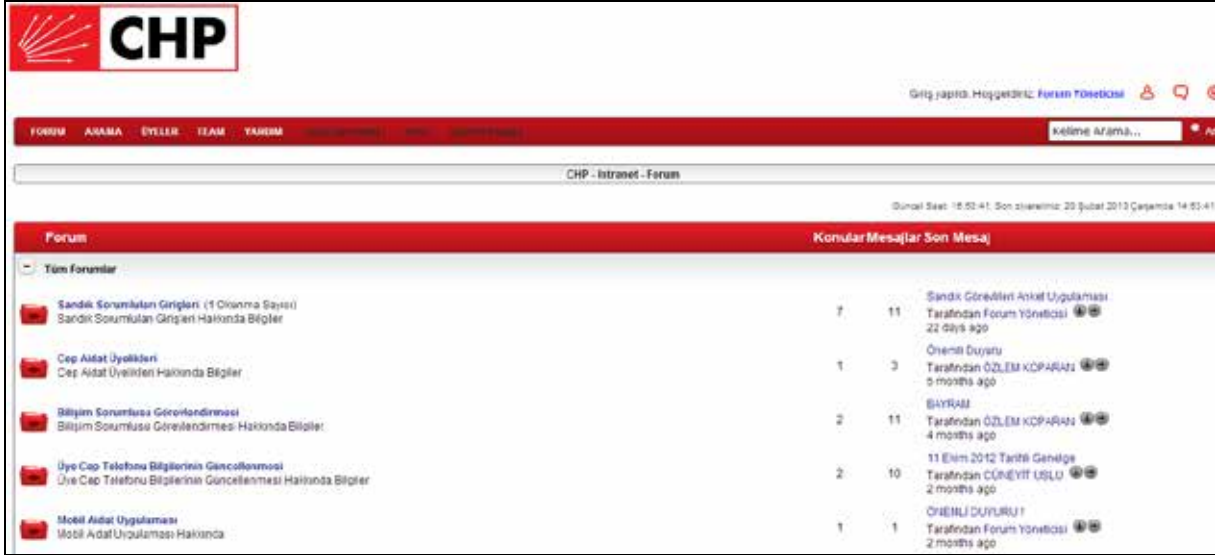 CHP
Giriş yapıldı. Hoşgeldiniz: Forum Yöneticisi
FORUM ARAMA ÜYELER TEAM YARDIM
Kelime Arama...
CHP - Intranet - Forum
Güncel Saat: 16:53:41. Son ziyaretiniz: 20 Şubat 2013 Çarşamba 14:53:41
Forum Konular Mesajlar Son Mesaj
Tüm Forumlar
Sandık Sorumluları Girişleri (1 Okunma Sayısı)
Sandık Sorumluları Girişleri Hakkında Bilgiler
7 11
Sandık Görevlileri Anket Uygulaması
Tarafından Forum Yöneticisi
22 days ago
Cep Aidat Üyelikleri
Cep Aidat Üyelikleri Hakkında Bilgiler
1 3
Önemli Duyuru
Tarafından ÖZLEM KOPARAN
5 months ago
Bilişim Sorumlusu Görevlendirmesi
Bilişim Sorumlusu Görevlendirmesi Hakkında Bilgiler
2 11
BAYRAM
Tarafından ÖZLEM KOPARAN
4 months ago
Üye Cep Telefonu Bilgilerinin Güncellenmesi
Üye Cep Telefonu Bilgilerinin Güncellenmesi Hakkında Bilgiler
2 10
11 Ekim 2012 Tarihli Genelge
Tarafından CÜNEYİT USLU
2 months ago
Mobil Aidat Uygulaması
Mobil Aidat Uygulaması Hakkında
1 1
ÖNEMLİ DUYURU !
Tarafından Forum Yöneticisi
2 months ago